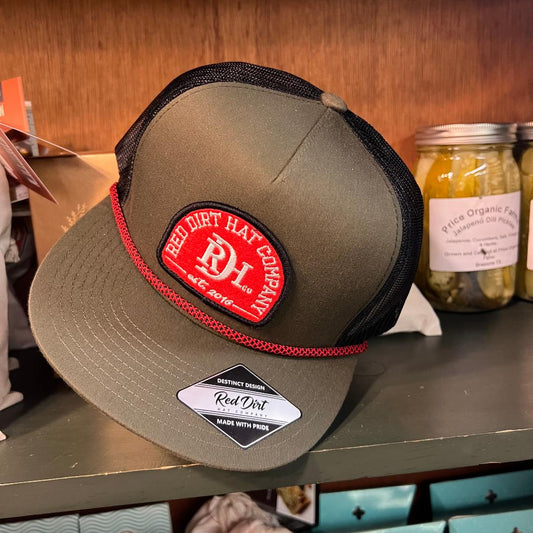 RED DIRT HAT COMPANY
RDH
CO
est. 2016
DESTINCT DESIGN
Red Dirt
HAT COMPANY
MADE WITH PRIDE
Price Organic Farms
Jalapeno Dill Pickles